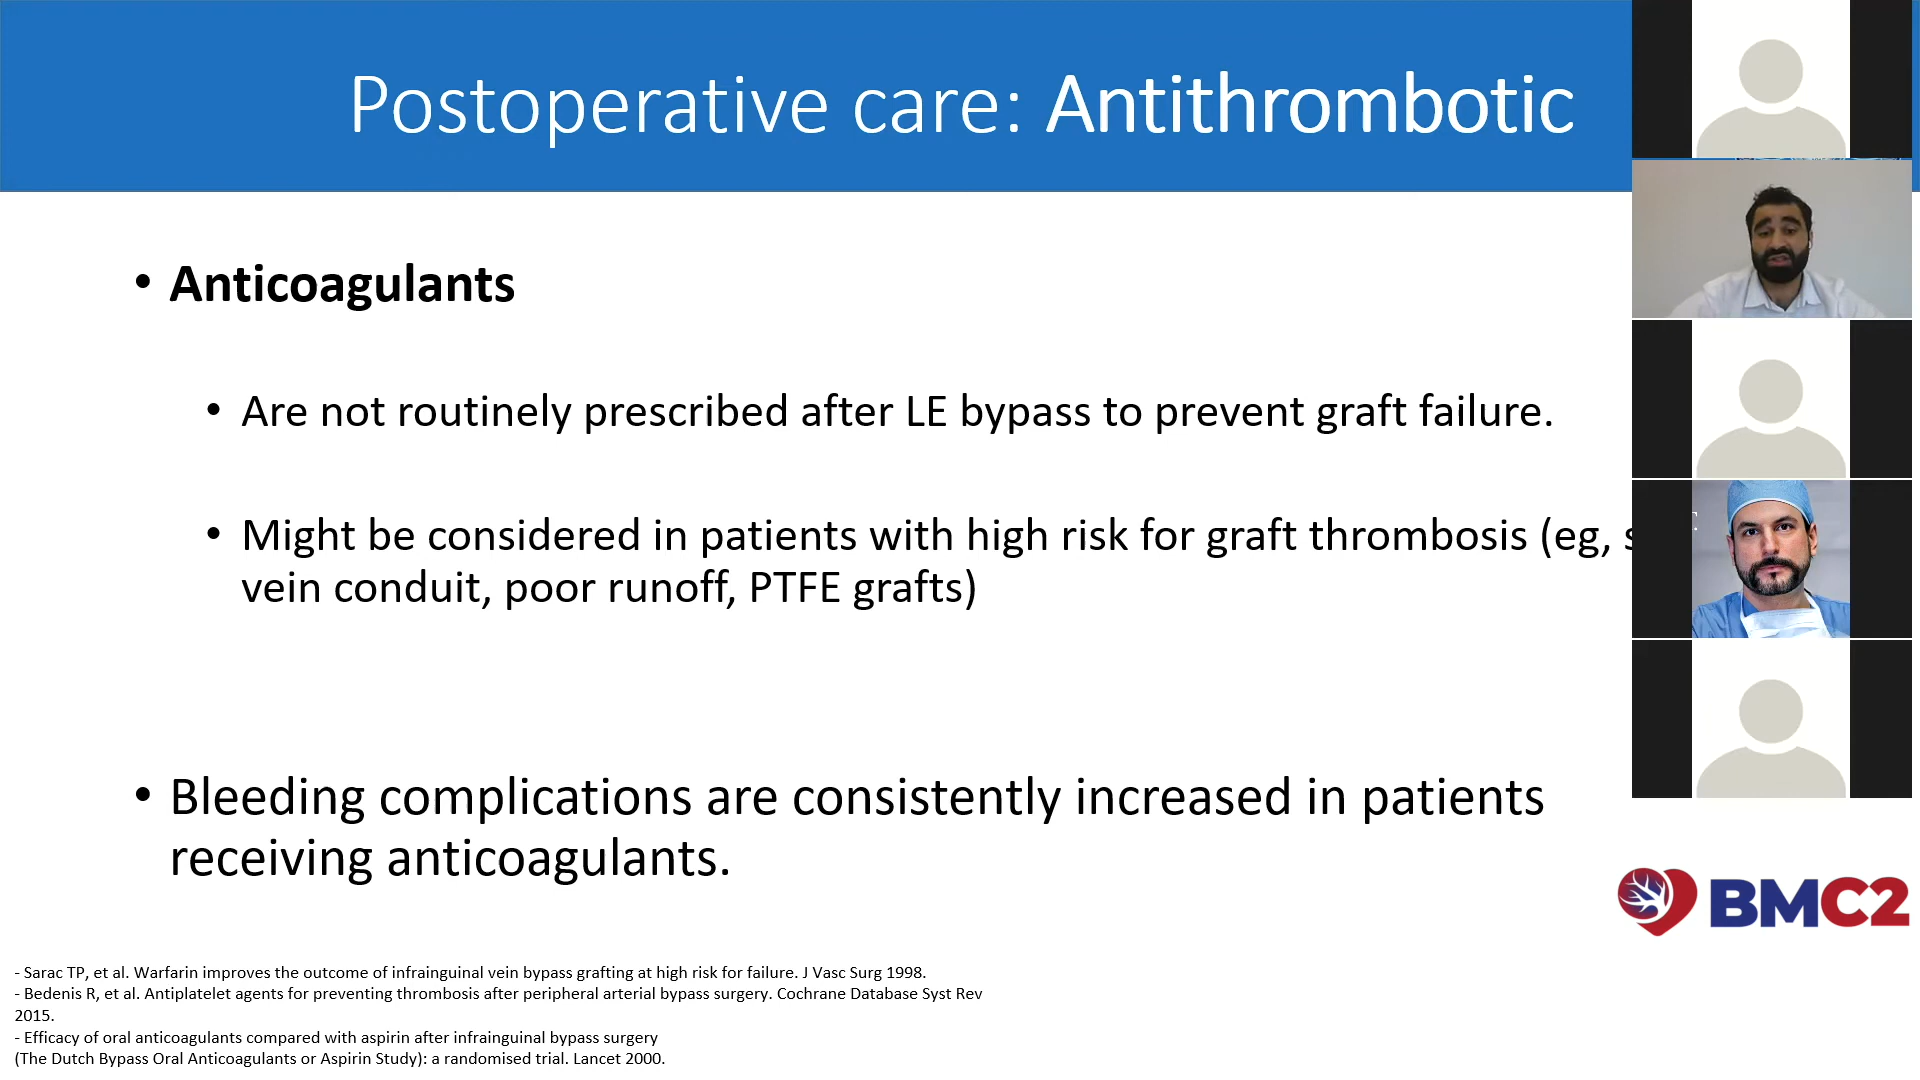 Postoperative care: Antithrombotic
• Anticoagulants
• Are not routinely prescribed after LE bypass to prevent graft failure.
• Might be considered in patients with high risk for graft thrombosis (eg,
vein conduit, poor runoff, PTFE grafts)
• Bleeding complications are consistently increased in patients
receiving anticoagulants.
BMC2
- Sarac TP, et al. Warfarin improves the outcome of infrainguinal vein bypass grafting at high risk for failure. J Vasc Surg 1998.
- Bedenis R, et al. Antiplatelet agents for preventing thrombosis after peripheral arterial bypass surgery. Cochrane Database Syst Rev
2015.
- Efficacy of oral anticoagulants compared with aspirin after infrainguinal bypass surgery
(The Dutch Bypass Oral Anticoagulants or Aspirin Study): a randomised trial. Lancet 2000.